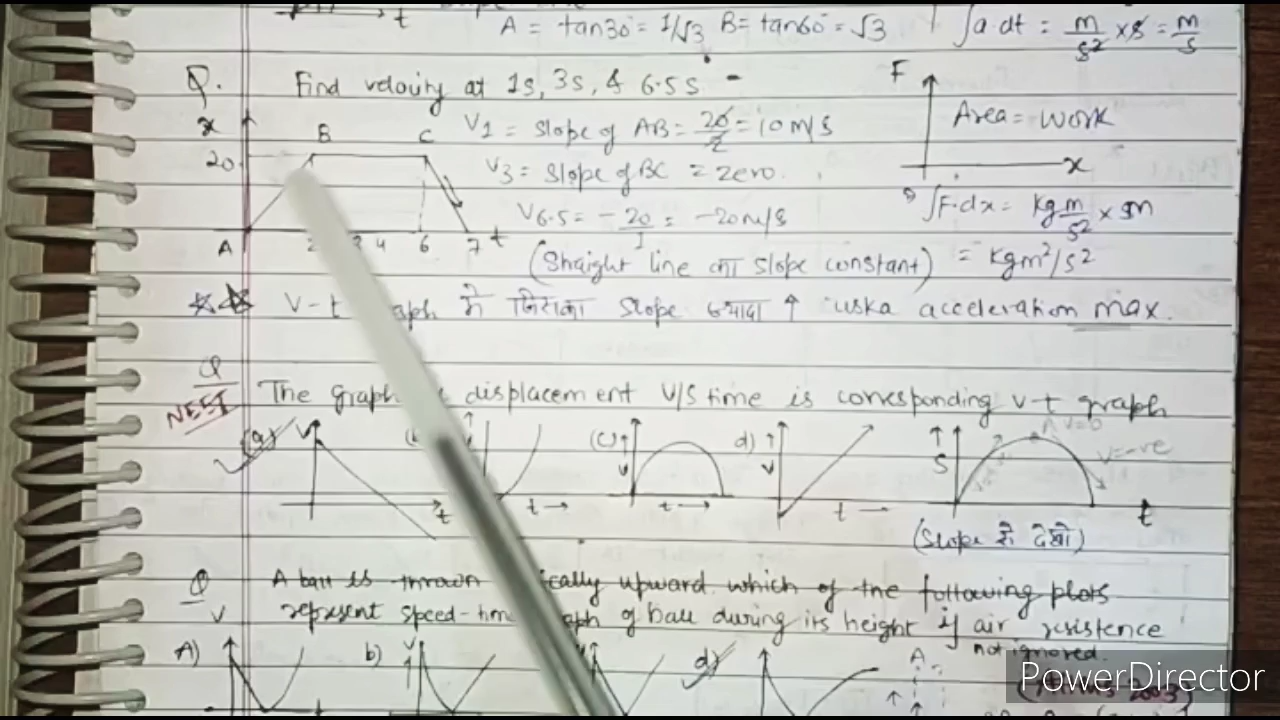 A = tan30 = 1/√3 B = tan60 = √3
∫a·dt = m/s² × s = m/s
Q. Find velocity at 1s, 3s, & 6.5s -
x
20
B C
A 2 3 4 6 7 t
V1 = slope of AB = 20/2 = 10 m/s
V3 = slope of BC = zero.
V6.5 = - 20/1 = -20 m/s
(Straight line का slope constant)
F
Area = work
x
∫F·dx = kg m/s² × m
= kg m²/s²
V-t में जिसका slope ज्यादा ↑ uska acceleration max.
Q
NEET
The graph displacement V/S time is corresponding v-t graph
(a) V t
t →
(c) ↑ v t →
d) ↑ v t →
↑ S A v=0 v=-ve t
(Slope से देखो)
Q A ball is thrown upward which of the following plots
represent speed-time of ball during its height if air resistence
not ignored.
A) v t
b) v
d)
A
PowerDirector